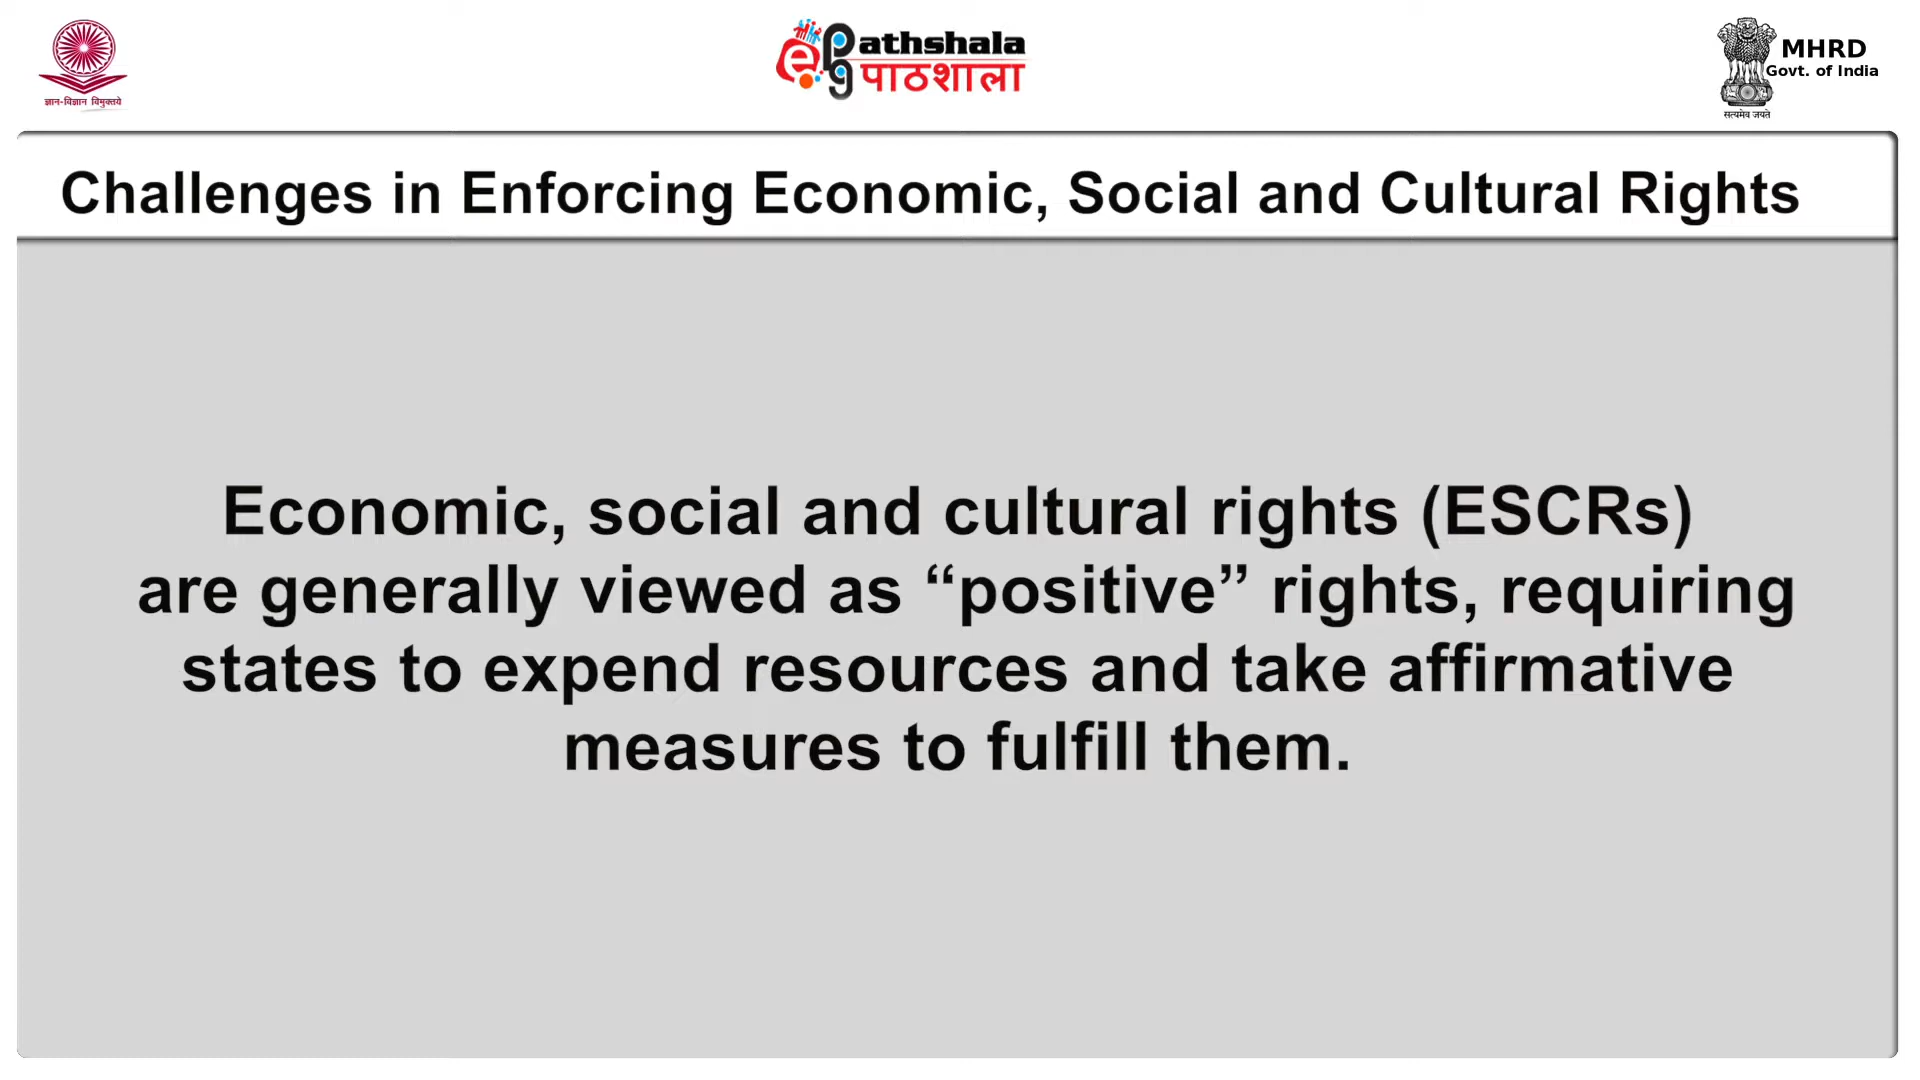 ज्ञान-विज्ञान विमुक्तये
ePG athshala
पाठशाला
MHRD
Govt. of India
सत्यमेव जयते
Challenges in Enforcing Economic, Social and Cultural Rights
Economic, social and cultural rights (ESCRs)
are generally viewed as “positive” rights, requiring
states to expend resources and take affirmative
measures to fulfill them.